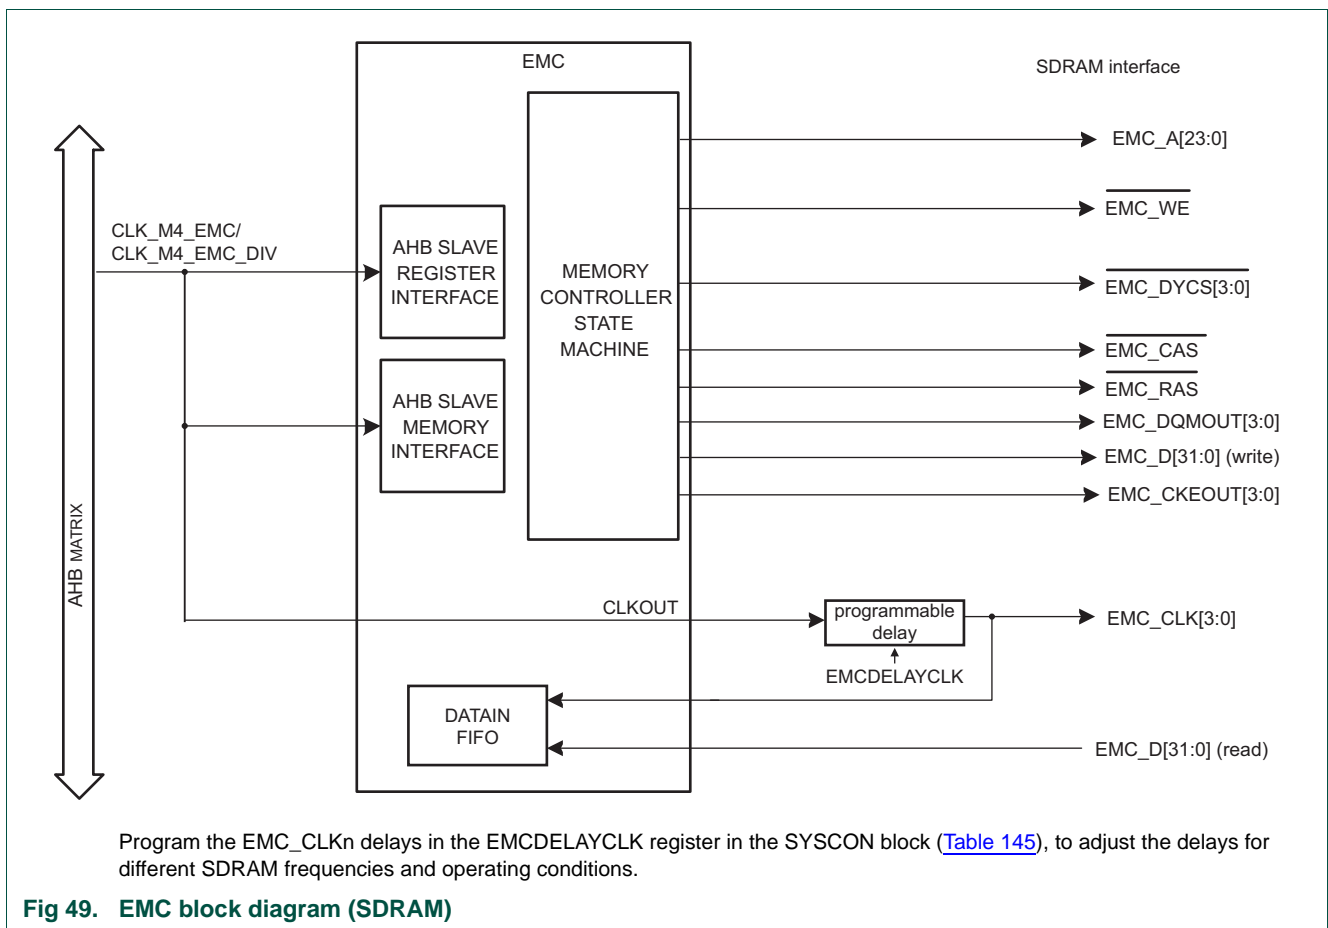 EMC
SDRAM interface
EMC_A[23:0]
EMC_WE
CLK_M4_EMC/
CLK_M4_EMC_DIV
AHB SLAVE
REGISTER
INTERFACE
MEMORY
CONTROLLER
STATE
MACHINE
EMC_DYCS[3:0]
EMC_CAS
EMC_RAS
AHB SLAVE
MEMORY
INTERFACE
EMC_DQMOUT[3:0]
EMC_D[31:0] (write)
EMC_CKEOUT[3:0]
AHB MATRIX
CLKOUT
programmable
delay
EMC_CLK[3:0]
EMCDELAYCLK
DATAIN
FIFO
EMC_D[31:0] (read)
Program the EMC_CLKn delays in the EMCDELAYCLK register in the SYSCON block (Table 145), to adjust the delays for
different SDRAM frequencies and operating conditions.
Fig 49. EMC block diagram (SDRAM)